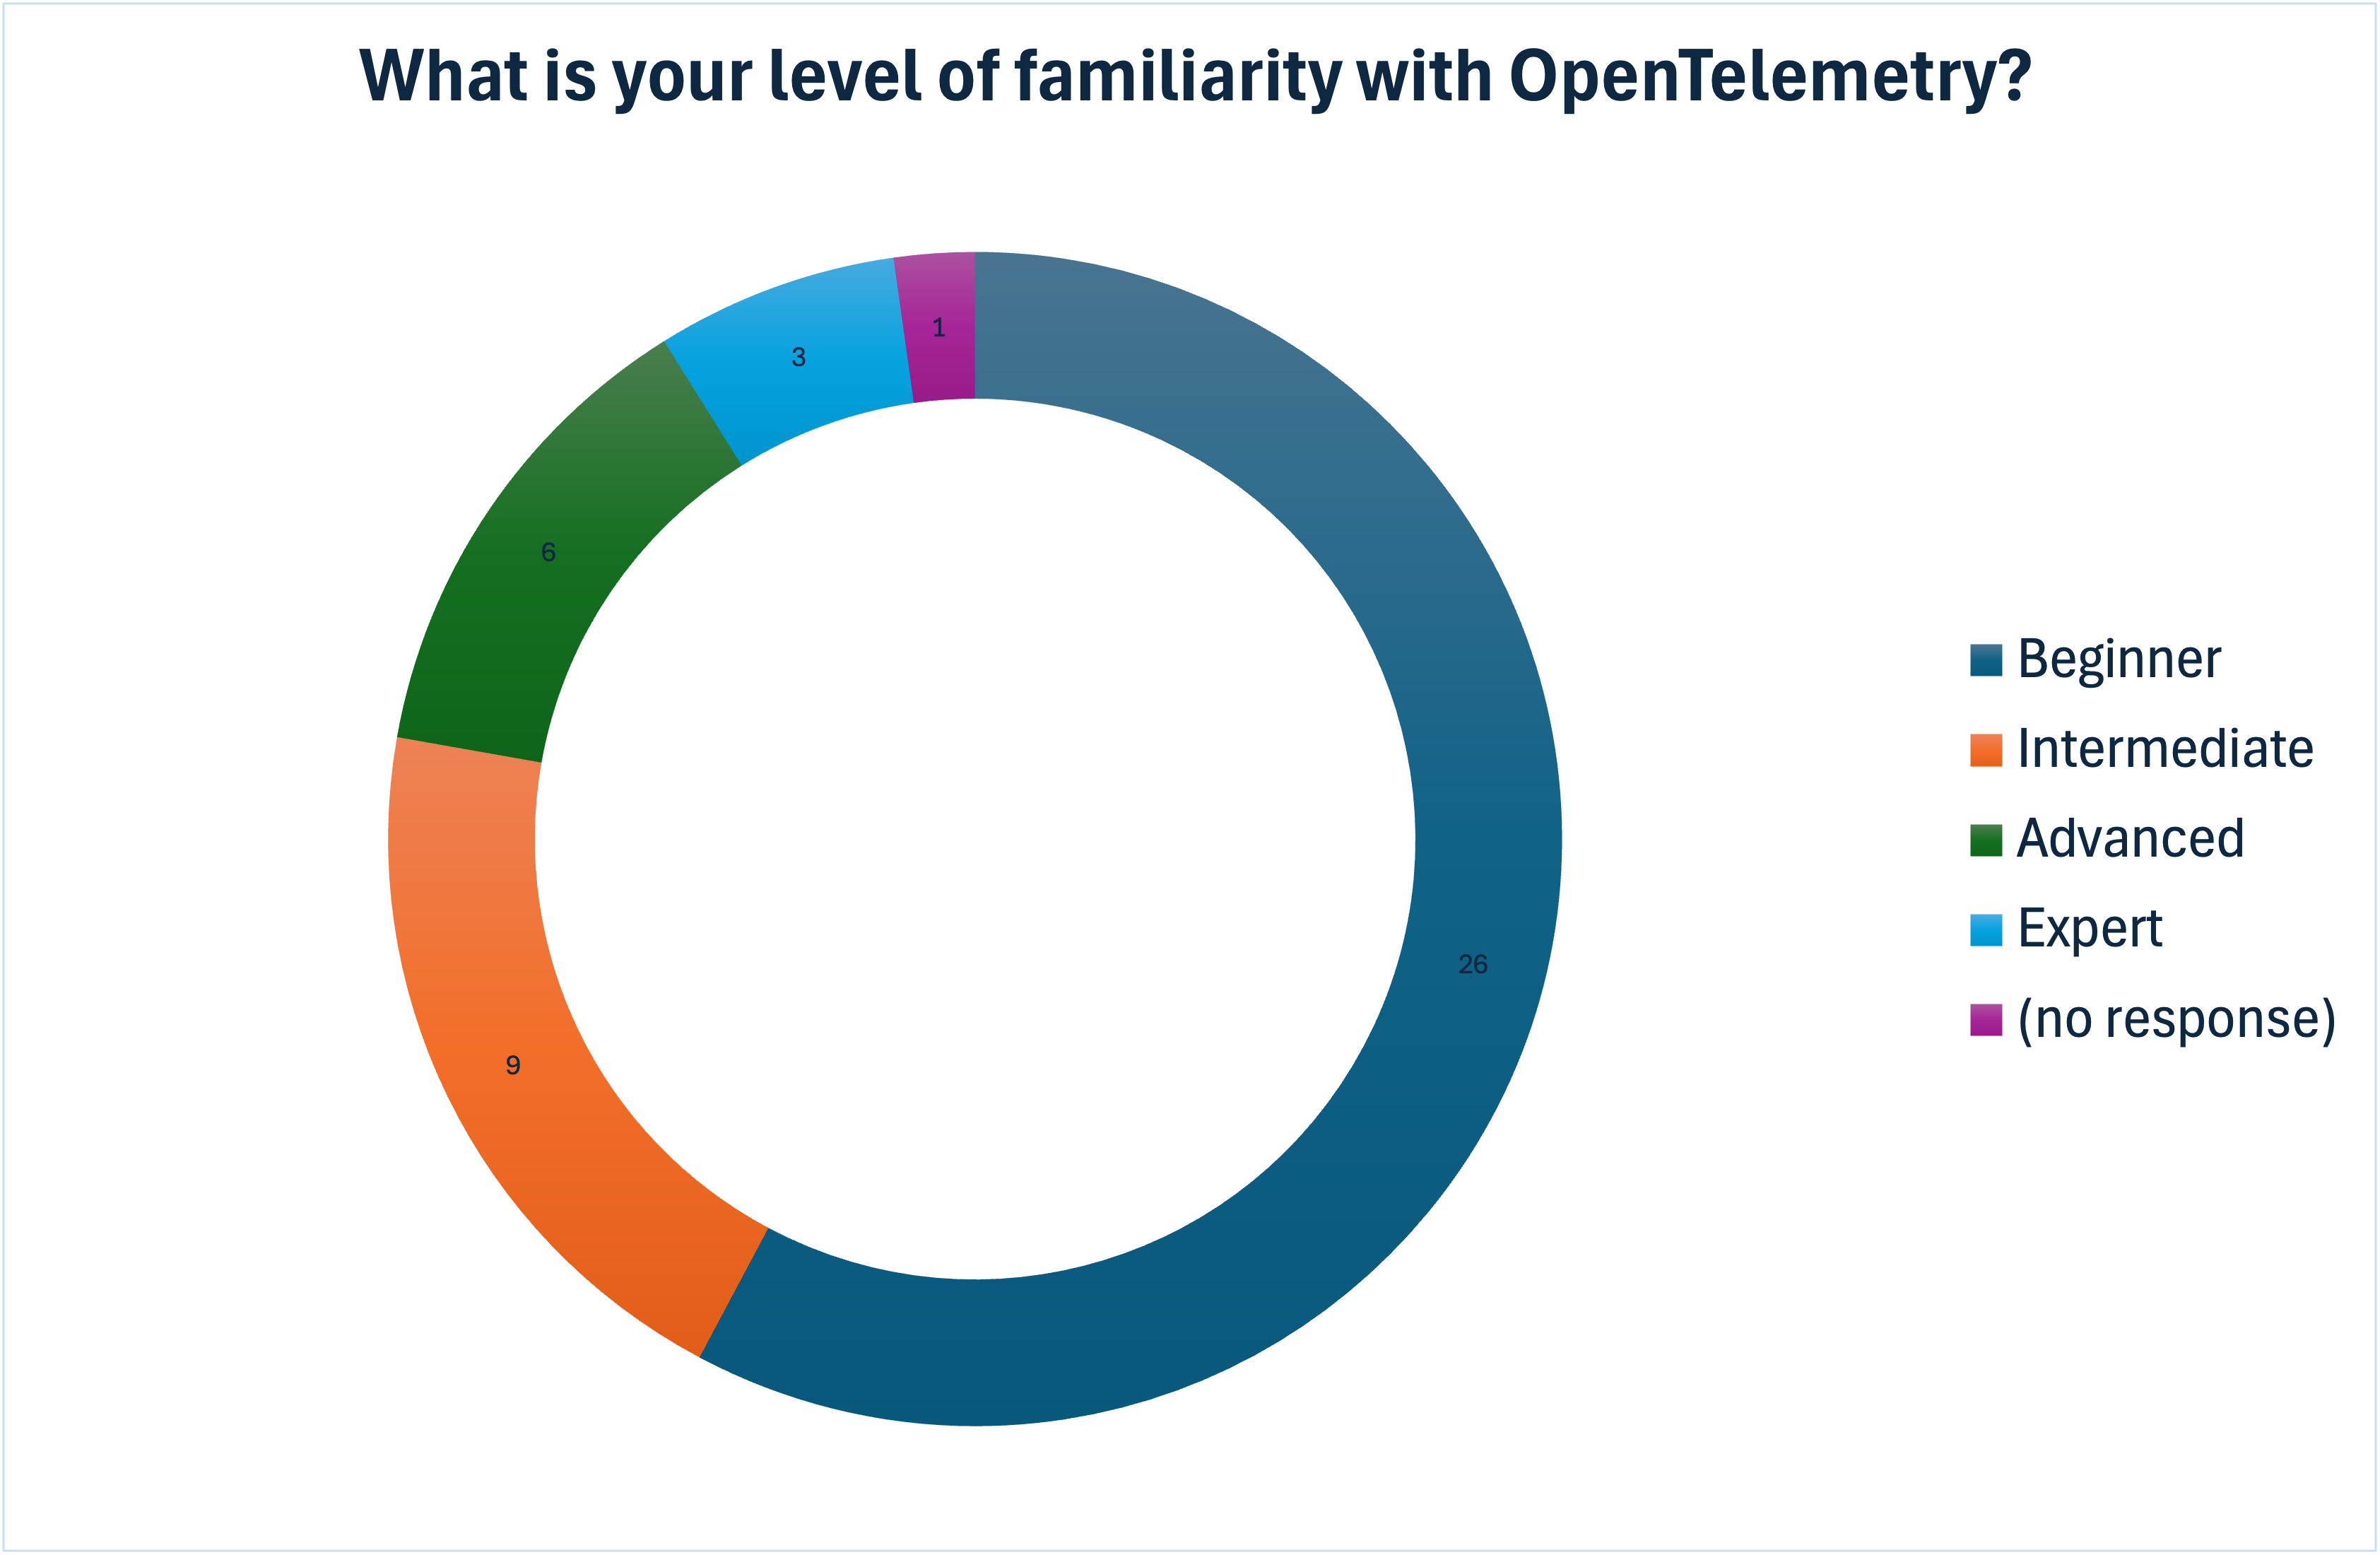 What is your level of familiarity with OpenTelemetry?
1
3
6
26
9
Beginner
Intermediate
Advanced
Expert
(no response)